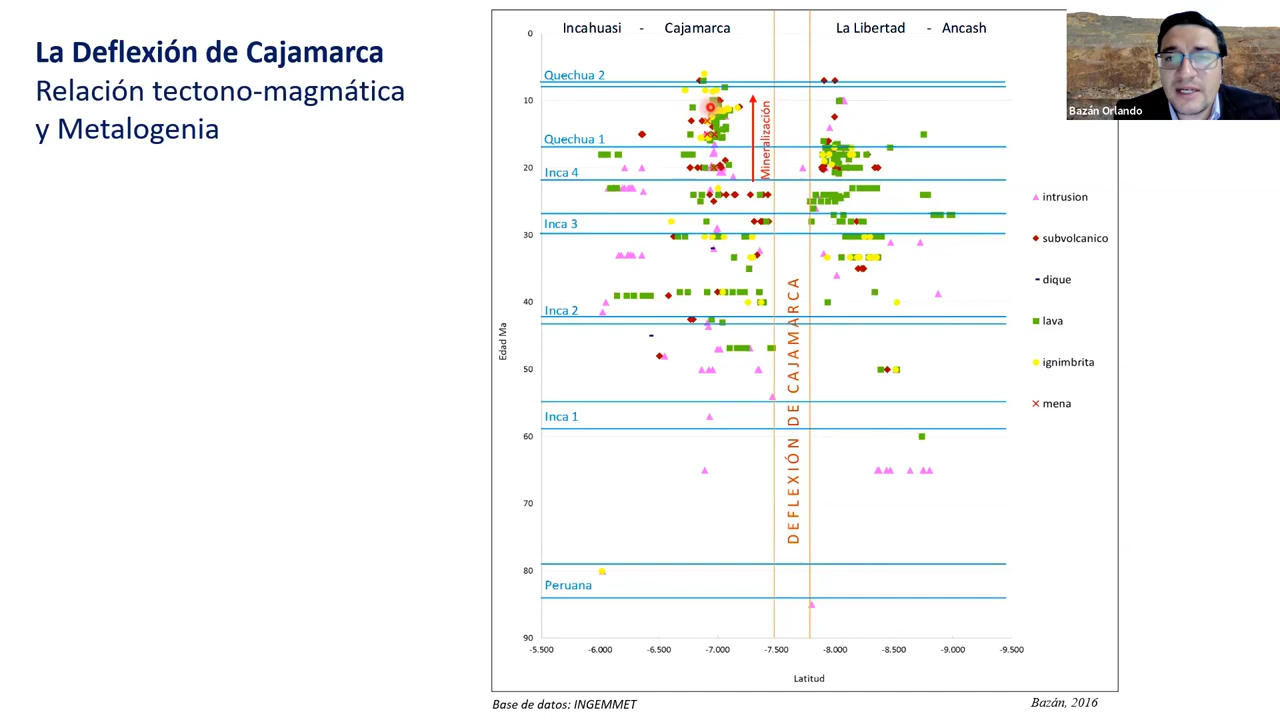 La Deflexión de Cajamarca
Relación tectono-magmática
y Metalogenia
Incahuasi - Cajamarca
La Libertad - Ancash
Bazán Orlando
0
10
20
30
40
50
60
70
80
90
Edad Ma
Quechua 2
Quechua 1
Inca 4
Inca 3
Inca 2
Inca 1
Peruana
Mineralización
DEFLEXIÓN DE CAJAMARCA
intrusion
subvolcanico
dique
lava
ignimbrita
mena
-5.500 -6.000 -6.500 -7.000 -7.500 -8.000 -8.500 -9.000 -9.500
Latitud
Base de datos: INGEMMET
Bazán, 2016